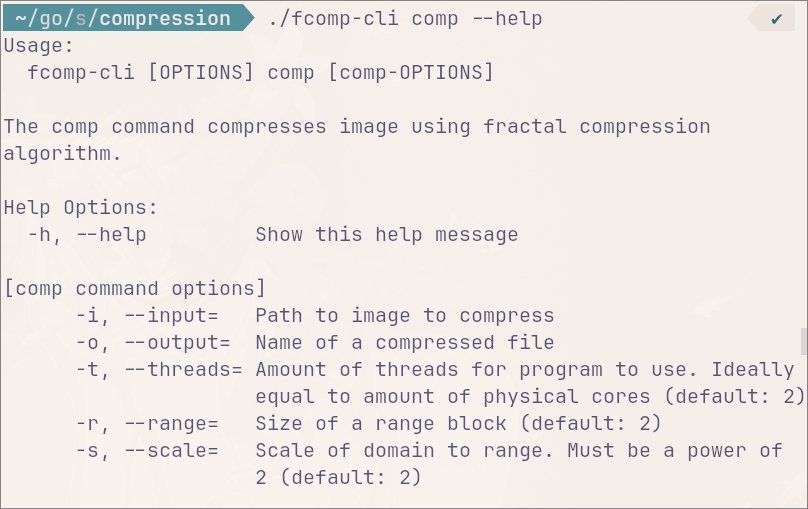 ~/go/s/compression ./fcomp-cli comp --help ✔
Usage:
  fcomp-cli [OPTIONS] comp [comp-OPTIONS]

The comp command compresses image using fractal compression
algorithm.

Help Options:
  -h, --help         Show this help message

[comp command options]
      -i, --input=   Path to image to compress
      -o, --output=  Name of a compressed file
      -t, --threads= Amount of threads for program to use. Ideally
                     equal to amount of physical cores (default: 2)
      -r, --range=   Size of a range block (default: 2)
      -s, --scale=   Scale of domain to range. Must be a power of
                     2 (default: 2)